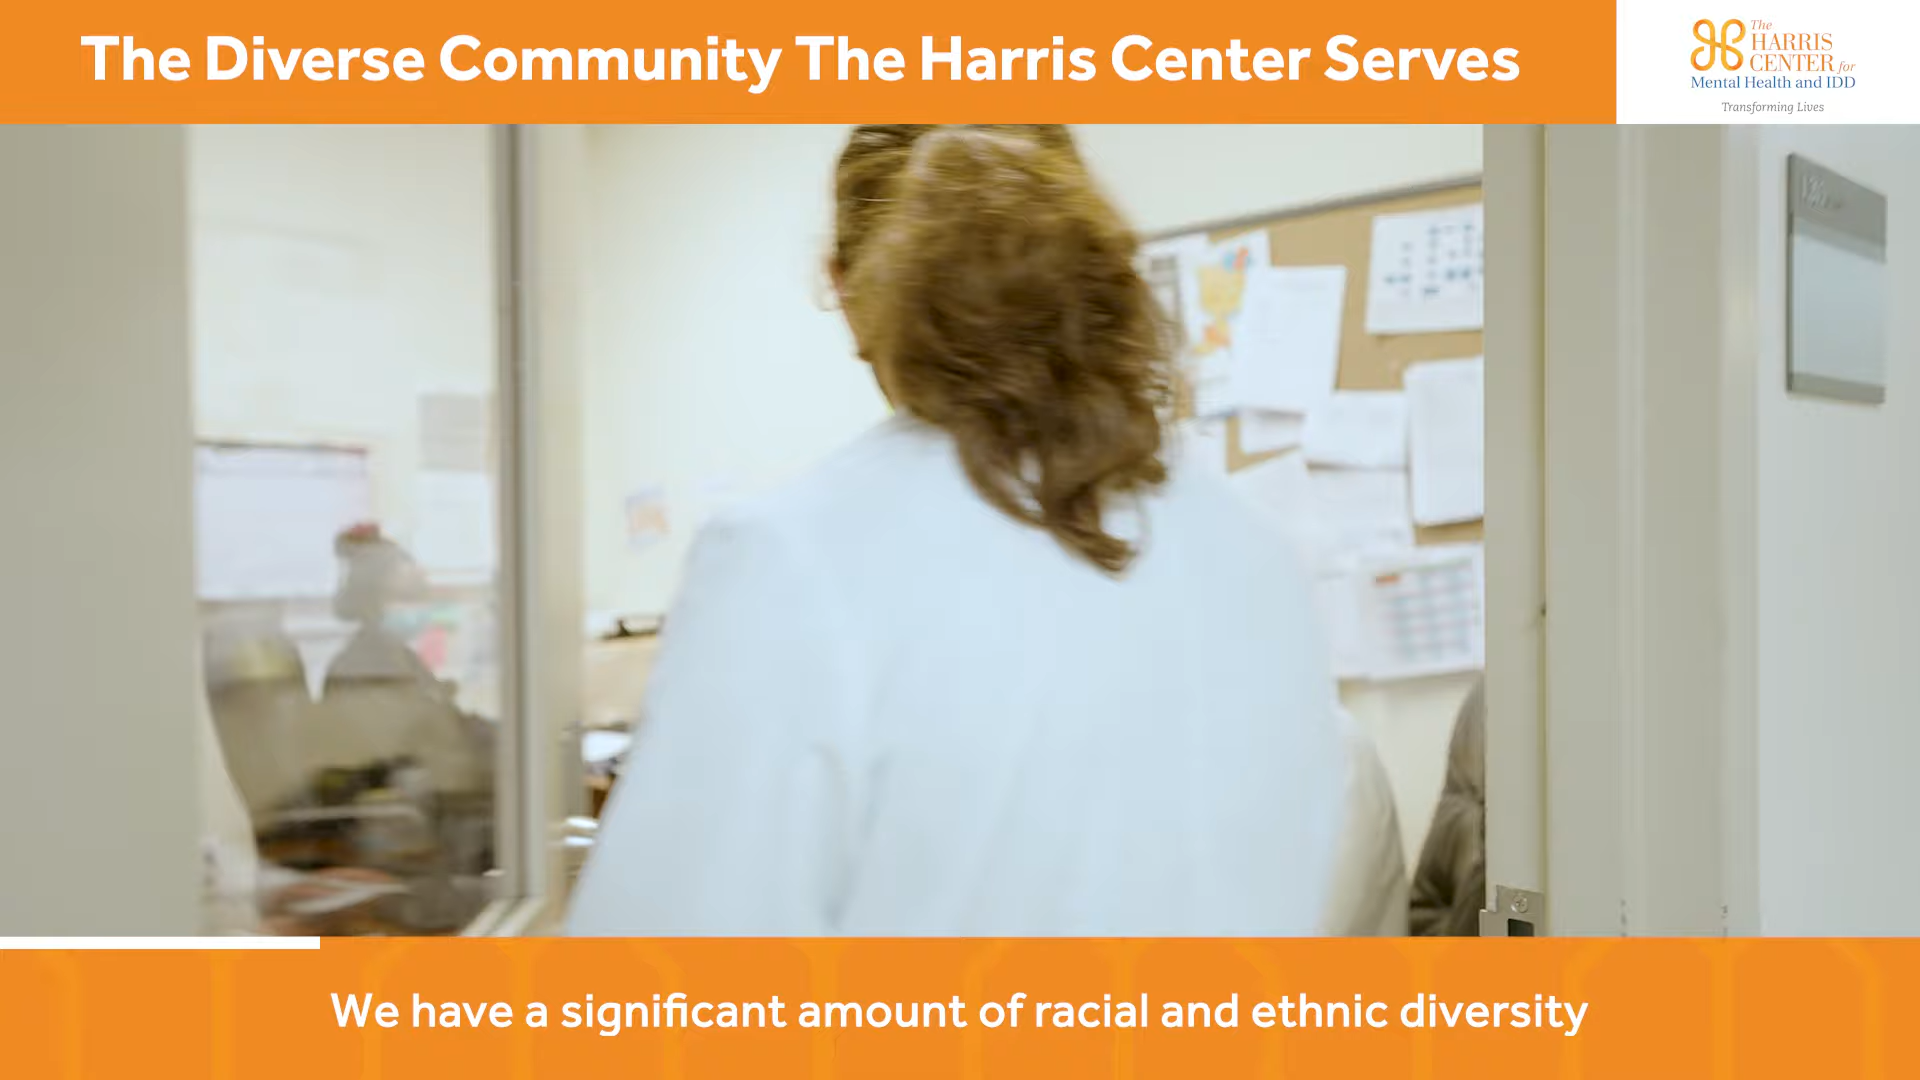 The Diverse Community The Harris Center Serves
The
HARRIS
CENTER for
Mental Health and IDD
Transforming Lives
We have a significant amount of racial and ethnic diversity